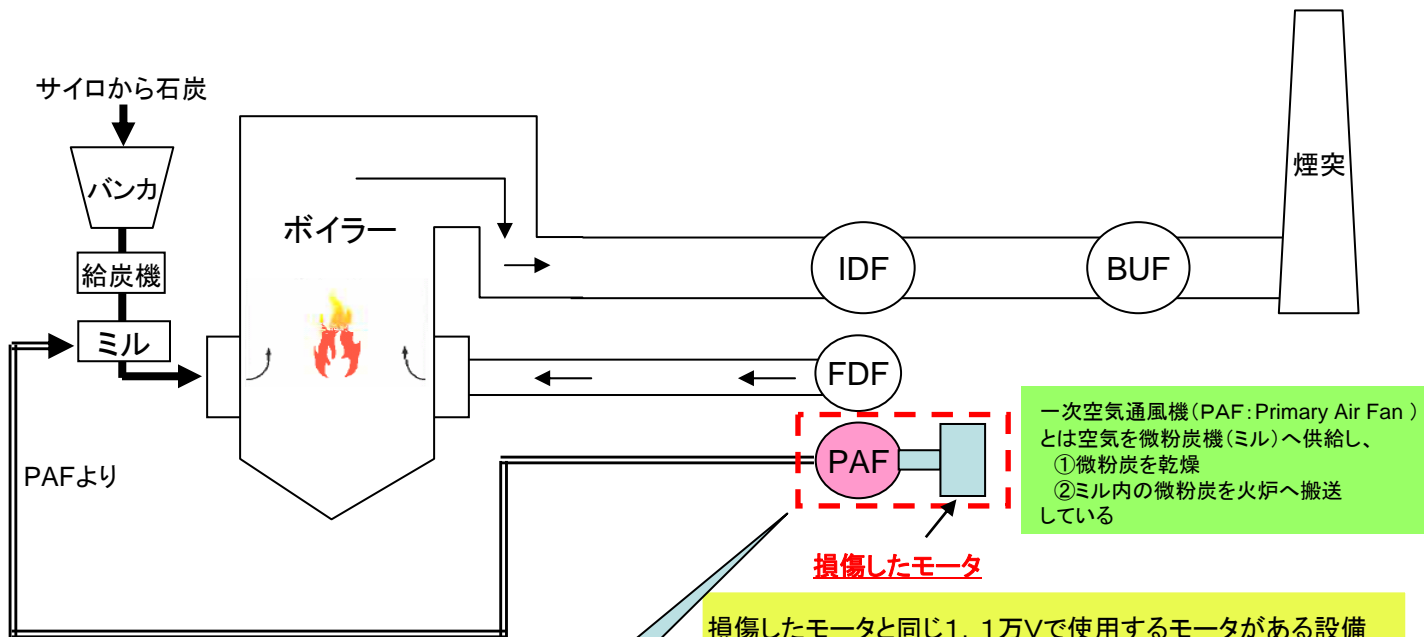 サイロから石炭
バンカ
給炭機
ミル
ボイラー
煙突
IDF
BUF
FDF
PAF
PAFより
一次空気通風機(PAF:Primary Air Fan )
とは空気を微粉炭機(ミル)へ供給し、
①微粉炭を乾燥
②ミル内の微粉炭を火炉へ搬送
している
損傷したモータ
損傷したモータと同じ1.1万Vで使用するモータがある設備